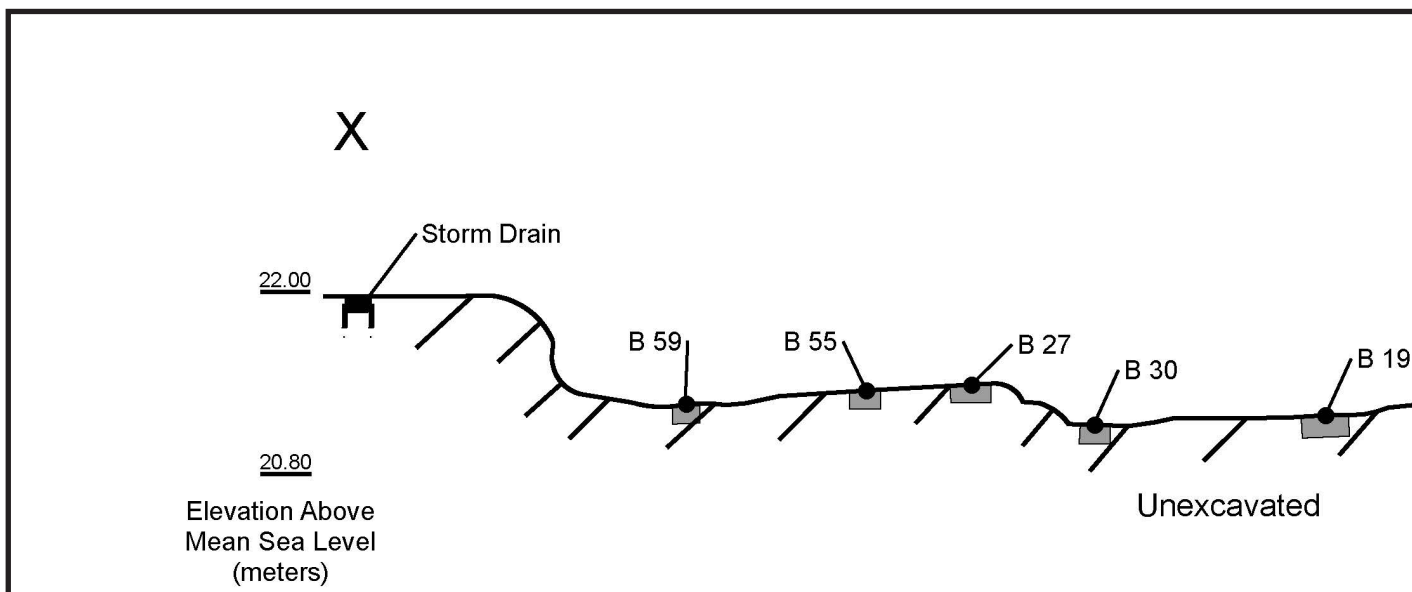 X
Storm Drain
22.00
B 59
B 55
B 27
B 30
B 19
20.80
Elevation Above
Mean Sea Level
(meters)
Unexcavated